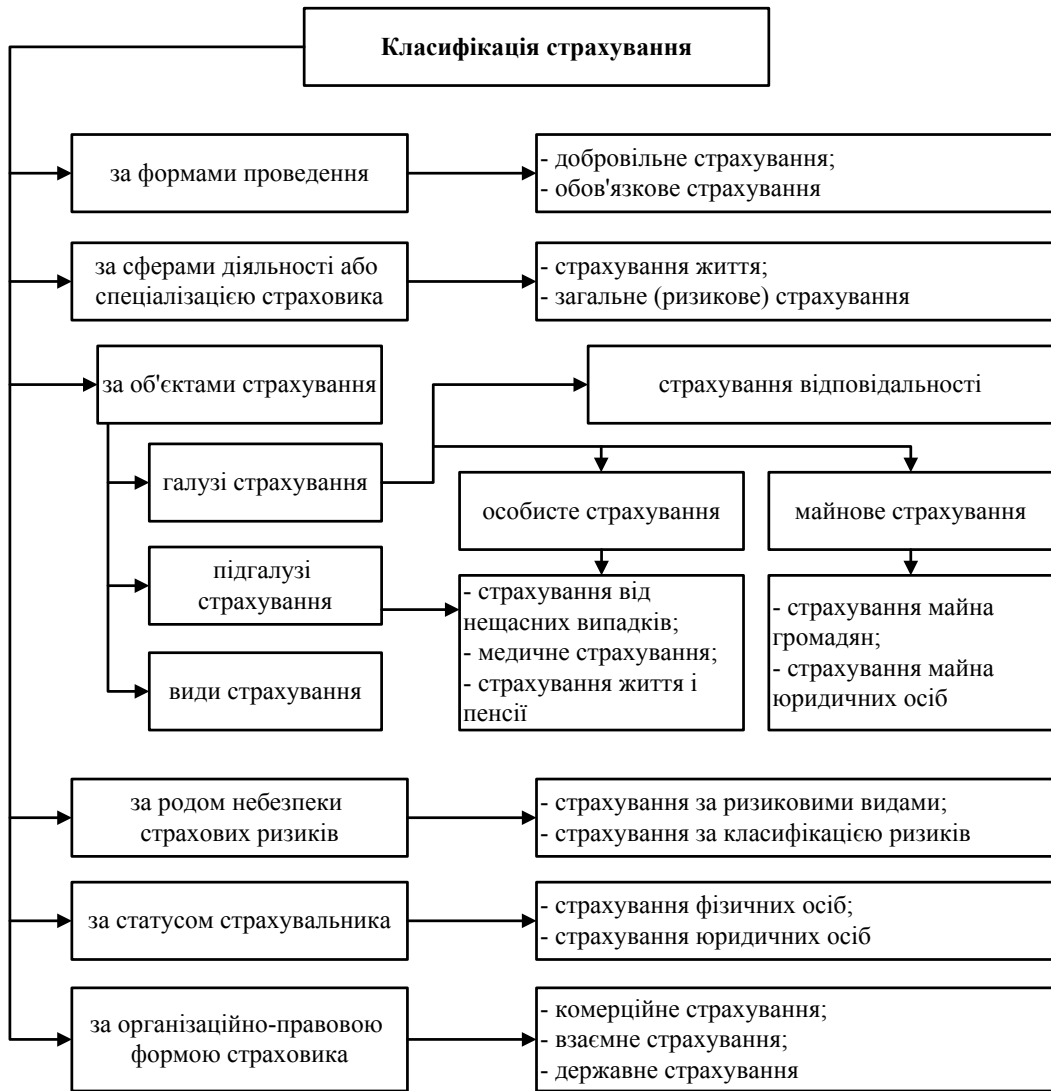 Класифікація страхування
за формами проведення
- добровільне страхування;
- обов'язкове страхування
за сферами діяльності або
спеціалізацією страховика
- страхування життя;
- загальне (ризикове) страхування
за об'єктами страхування
страхування відповідальності
галузі страхування
особисте страхування
майнове страхування
підгалузі
страхування
- страхування від
нещасних випадків;
- медичне страхування;
- страхування життя і
пенсії
- страхування майна
громадян;
- страхування майна
юридичних осіб
види страхування
за родом небезпеки
страхових ризиків
- страхування за ризиковими видами;
- страхування за класифікацією ризиків
за статусом страхувальника
- страхування фізичних осіб;
- страхування юридичних осіб
за організаційно-правовою
формою страховика
- комерційне страхування;
- взаємне страхування;
- державне страхування